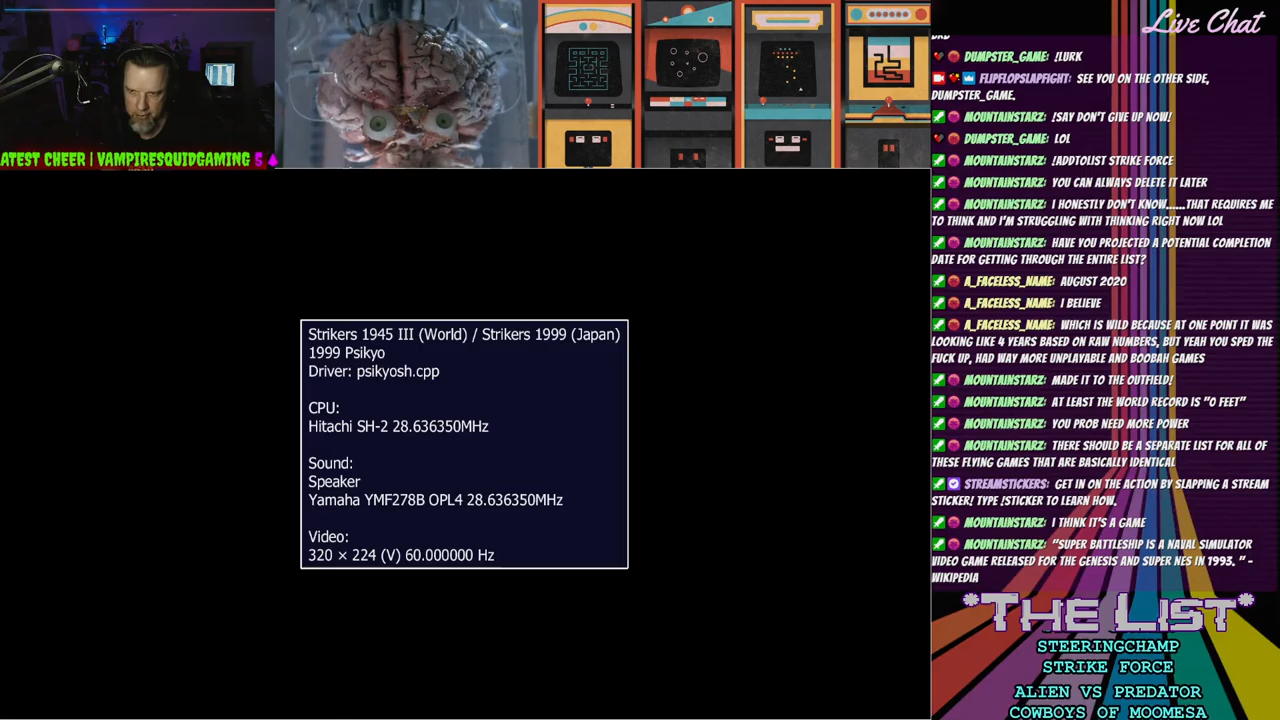 ATEST CHEER | VAMPIRESQUIDGAMING 5
Strikers 1945 III (World) / Strikers 1999 (Japan)
1999 Psikyo
Driver: psikyosh.cpp
CPU:
Hitachi SH-2 28.636350MHz
Sound:
Speaker
Yamaha YMF278B OPL4 28.636350MHz
Video:
320 × 224 (V) 60.000000 Hz
Live Chat
DUMPSTER_GAME: !LURK
FLIPFLOPSLAPFIGHT: SEE YOU ON THE OTHER SIDE,
DUMPSTER_GAME.
MOUNTAINSTARZ: !SAY DON'T GIVE UP NOW!
DUMPSTER_GAME: LOL
MOUNTAINSTARZ: !ADDTOLIST STRIKE FORCE
MOUNTAINSTARZ: YOU CAN ALWAYS DELETE IT LATER
MOUNTAINSTARZ: I HONESTLY DON'T KNOW......THAT REQUIRES ME
TO THINK AND I'M STRUGGLING WITH THINKING RIGHT NOW LOL
MOUNTAINSTARZ: HAVE YOU PROJECTED A POTENTIAL COMPLETION
DATE FOR GETTING THROUGH THE ENTIRE LIST?
A_FACELESS_NAME: AUGUST 2020
A_FACELESS_NAME: I BELIEVE
A_FACELESS_NAME: WHICH IS WILD BECAUSE AT ONE POINT IT WAS
LOOKING LIKE 4 YEARS BASED ON RAW NUMBERS, BUT YEAH YOU SPED THE
FUCK UP, HAD WAY MORE UNPLAYABLE AND BOOBAH GAMES
MOUNTAINSTARZ: MADE IT TO THE OUTFIELD!
MOUNTAINSTARZ: AT LEAST THE WORLD RECORD IS "0 FEET"
MOUNTAINSTARZ: YOU PROB NEED MORE POWER
MOUNTAINSTARZ: THERE SHOULD BE A SEPARATE LIST FOR ALL OF
THESE FLYING GAMES THAT ARE BASICALLY IDENTICAL
STREAMSTICKERS: GET IN ON THE ACTION BY SLAPPING A STREAM
STICKER! TYPE !STICKER TO LEARN HOW.
MOUNTAINSTARZ: I THINK IT'S A GAME
MOUNTAINSTARZ: "SUPER BATTLESHIP IS A NAVAL SIMULATOR
VIDEO GAME RELEASED FOR THE GENESIS AND SUPER NES IN 1993. " -
WIKIPEDIA
*THE LIST*
STEERINGCHAMP
STRIKE FORCE
ALIEN VS PREDATOR
COWBOYS OF MOOMESA